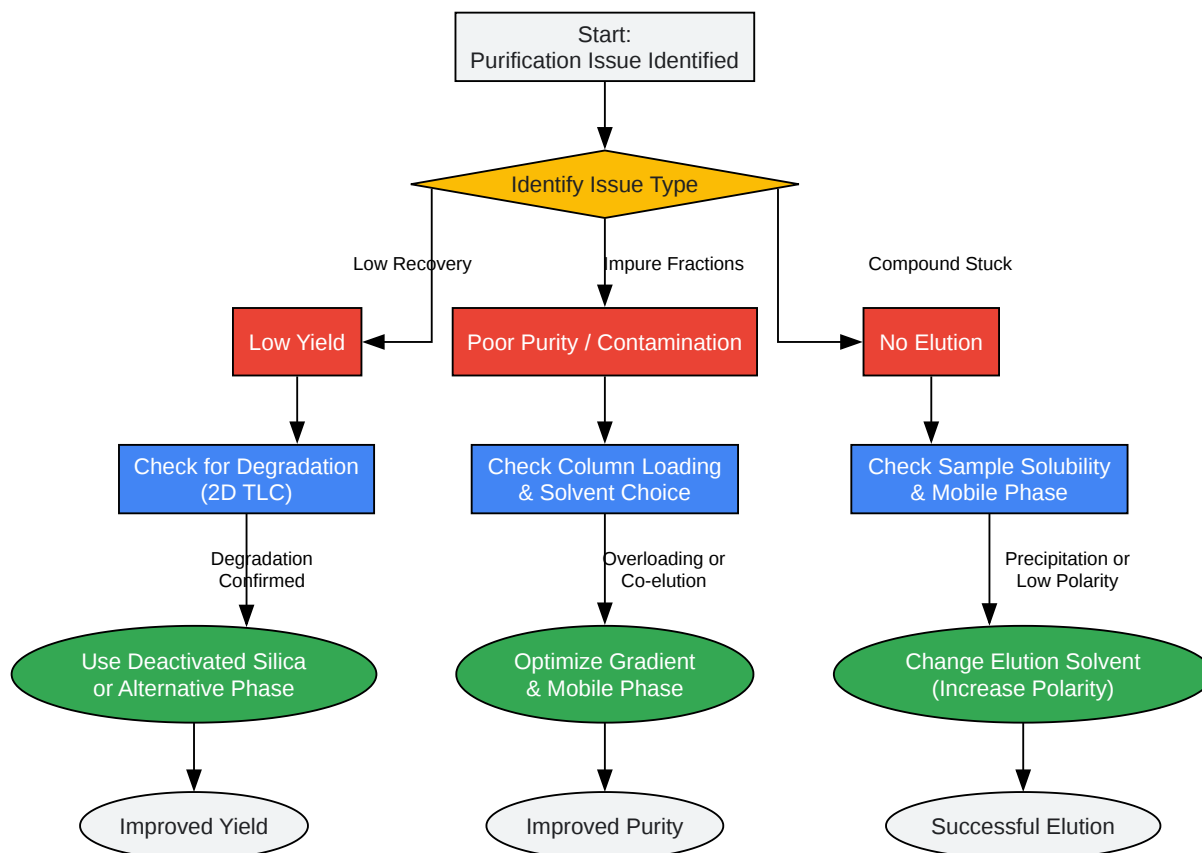 Start:
Purification Issue Identified
Identify Issue Type
Low Recovery
Impure Fractions
Compound Stuck
Low Yield
Poor Purity / Contamination
No Elution
Check for Degradation
(2D TLC)
Check Column Loading
& Solvent Choice
Check Sample Solubility
& Mobile Phase
Degradation
Confirmed
Overloading or
Co-elution
Precipitation or
Low Polarity
Use Deactivated Silica
or Alternative Phase
Optimize Gradient
& Mobile Phase
Change Elution Solvent
(Increase Polarity)
Improved Yield
Improved Purity
Successful Elution